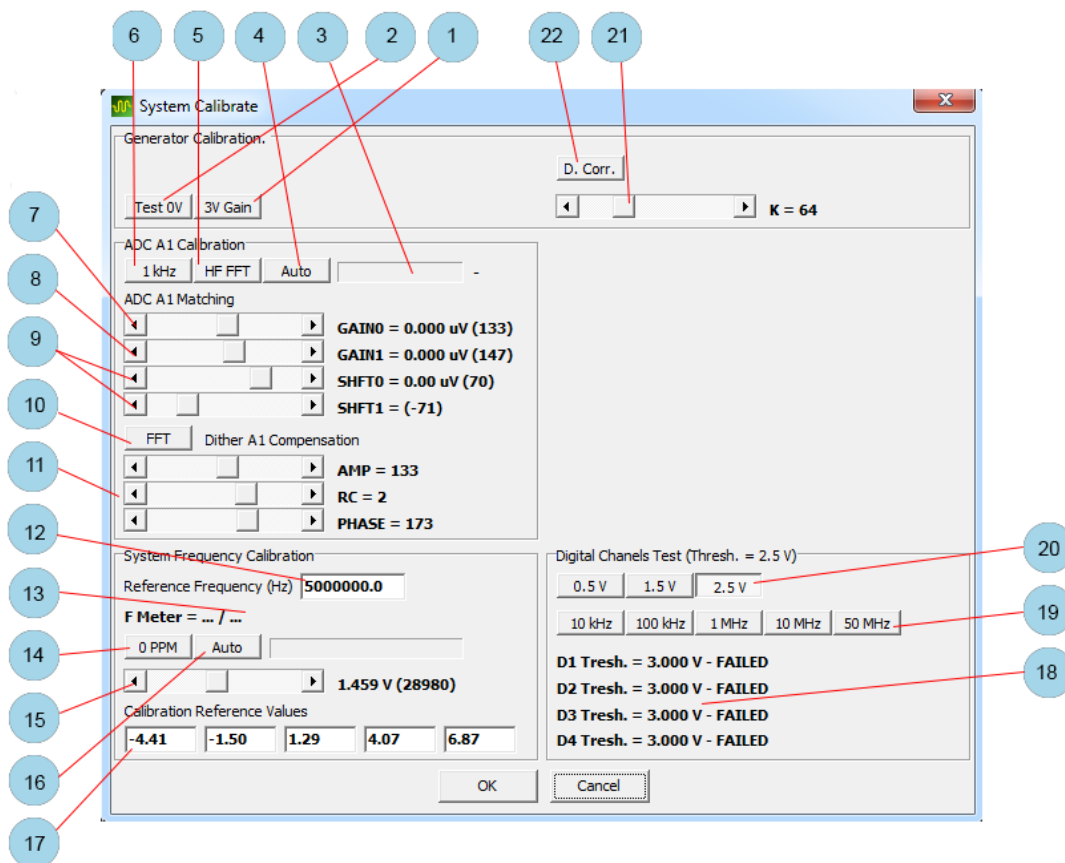 6 5 4 3 2 1 22 21
System Calibrate
Generator Calibration.
D. Corr.
Test 0V 3V Gain K = 64
7
ADC A1 Calibration
1 kHz HF FFT Auto -
8
ADC A1 Matching
GAIN0 = 0.000 uV (133)
9
GAIN1 = 0.000 uV (147)
SHFT0 = 0.00 uV (70)
10
SHFT1 = (-71)
FFT Dither A1 Compensation
11
AMP = 133
RC = 2
12
PHASE = 173
System Frequency Calibration Digital Chanels Test (Thresh. = 2.5 V)
20
13
Reference Frequency (Hz) 5000000.0 0.5 V 1.5 V 2.5 V
F Meter = ... / ... 10 kHz 100 kHz 1 MHz 10 MHz 50 MHz
19
14
0 PPM Auto
D1 Tresh. = 3.000 V - FAILED
18
15
1.459 V (28980) D2 Tresh. = 3.000 V - FAILED
Calibration Reference Values D3 Tresh. = 3.000 V - FAILED
-4.41 -1.50 1.29 4.07 6.87 D4 Tresh. = 3.000 V - FAILED
16
OK Cancel
17